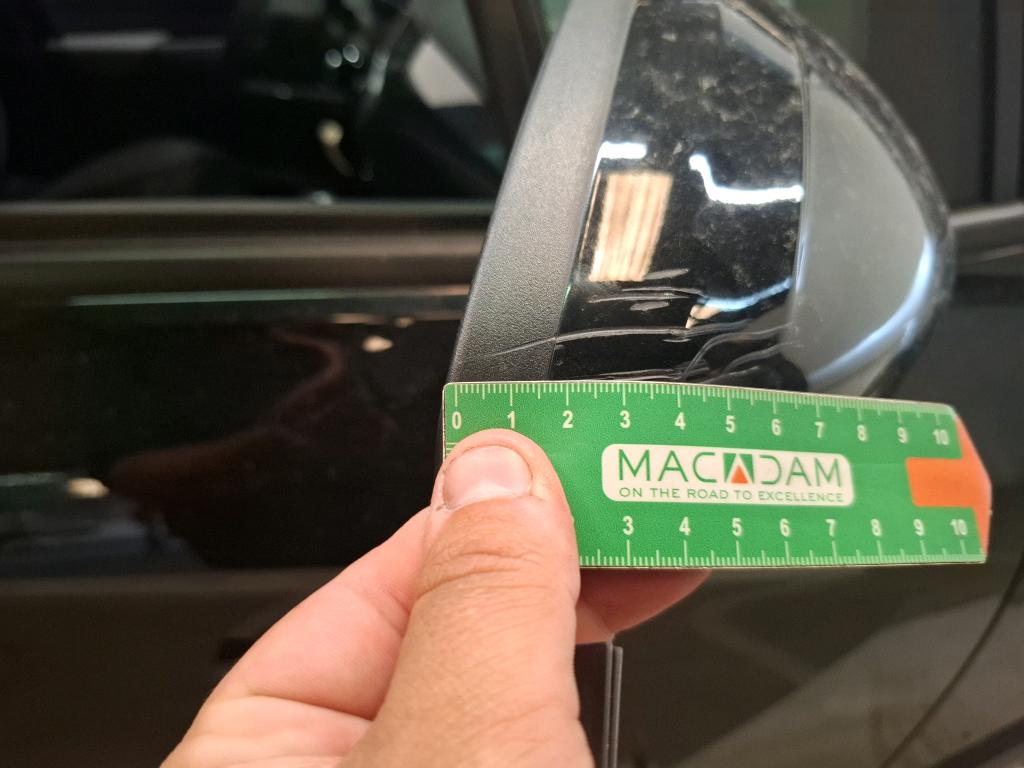 0 1 2 3 4 5 6 7 8 9 10
MACADAM
ON THE ROAD TO EXCELLENCE
3 4 5 6 7 8 9 10